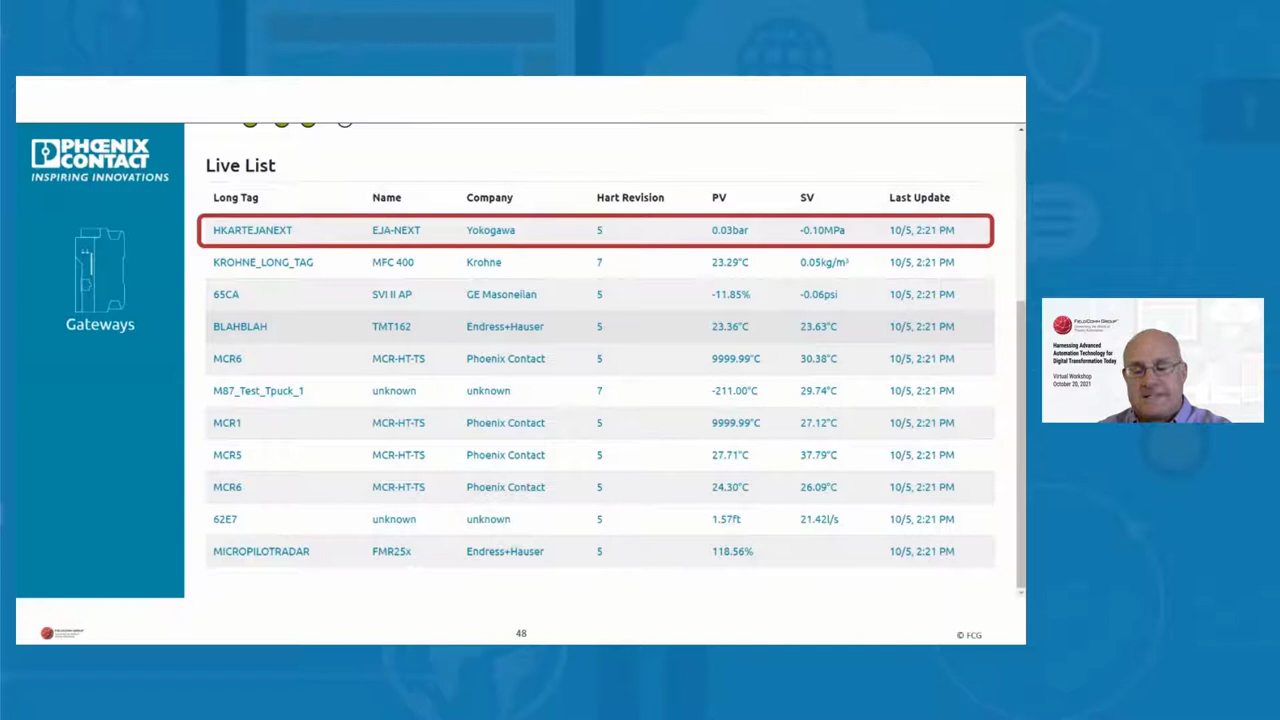 PHŒNIX
CONTACT
INSPIRING INNOVATIONS
Gateways
Live List
Long Tag Name Company Hart Revision PV SV Last Update
HKARTEJANEXT EJA-NEXT Yokogawa 5 0.03bar -0.10MPa 10/5, 2:21 PM
KROHNE_LONG_TAG MFC 400 Krohne 7 23.29°C 0.05kg/m³ 10/5, 2:21 PM
65CA SVI II AP GE Masoneilan 5 -11.85% -0.06psi 10/5, 2:21 PM
BLAHBLAH TMT162 Endress+Hauser 5 23.36°C 23.63°C 10/5, 2:21 PM
MCR6 MCR-HT-TS Phoenix Contact 5 9999.99°C 30.38°C 10/5, 2:21 PM
M87_Test_Tpuck_1 unknown unknown 7 -211.00°C 29.74°C 10/5, 2:21 PM
MCR1 MCR-HT-TS Phoenix Contact 5 9999.99°C 27.12°C 10/5, 2:21 PM
MCR5 MCR-HT-TS Phoenix Contact 5 27.71°C 37.79°C 10/5, 2:21 PM
MCR6 MCR-HT-TS Phoenix Contact 5 24.30°C 26.09°C 10/5, 2:21 PM
62E7 unknown unknown 5 1.57ft 21.42l/s 10/5, 2:21 PM
MICROPILOTRADAR FMR25x Endress+Hauser 5 118.56% 10/5, 2:21 PM
FIELDCOMM GROUP
48
© FCG
FIELDCOMM GROUP
Harnessing Advanced
Automation Technology for
Digital Transformation Today
Virtual Workshop
October 20, 2021